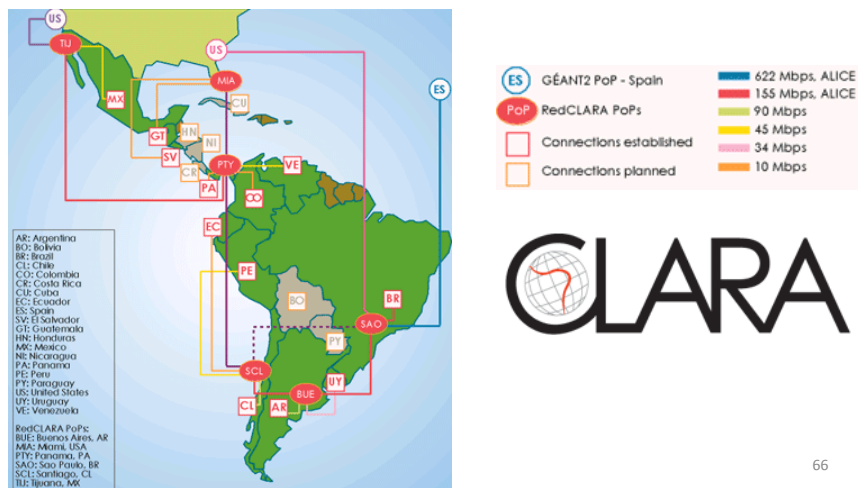 US
TIJ
US
MIA
MX
CU
ES
GT
HN
NI
SV
PTY
VE
CR
PA
CO
EC
PE
BO
BR
SAO
PY
SCL
UY
BUE
CL
AR
AR: Argentina
BO: Bolivia
BR: Brazil
CL: Chile
CO: Colombia
CR: Costa Rica
CU: Cuba
EC: Ecuador
ES: Spain
SV: El Salvador
GT: Guatemala
HN: Honduras
MX: Mexico
NI: Nicaragua
PA: Panama
PE: Peru
PY: Paraguay
US: United States
UY: Uruguay
VE: Venezuela
RedCLARA PoPs:
BUE: Buenos Aires, AR
MIA: Miami, USA
PTY: Panama, PA
SAO: Sao Paulo, BR
SCL: Santiago, CL
TIJ: Tijuana, MX
ES GÉANT2 PoP - Spain
PoP RedCLARA PoPs
Connections established
Connections planned
622 Mbps, ALICE
155 Mbps, ALICE
90 Mbps
45 Mbps
34 Mbps
10 Mbps
CLARA
66